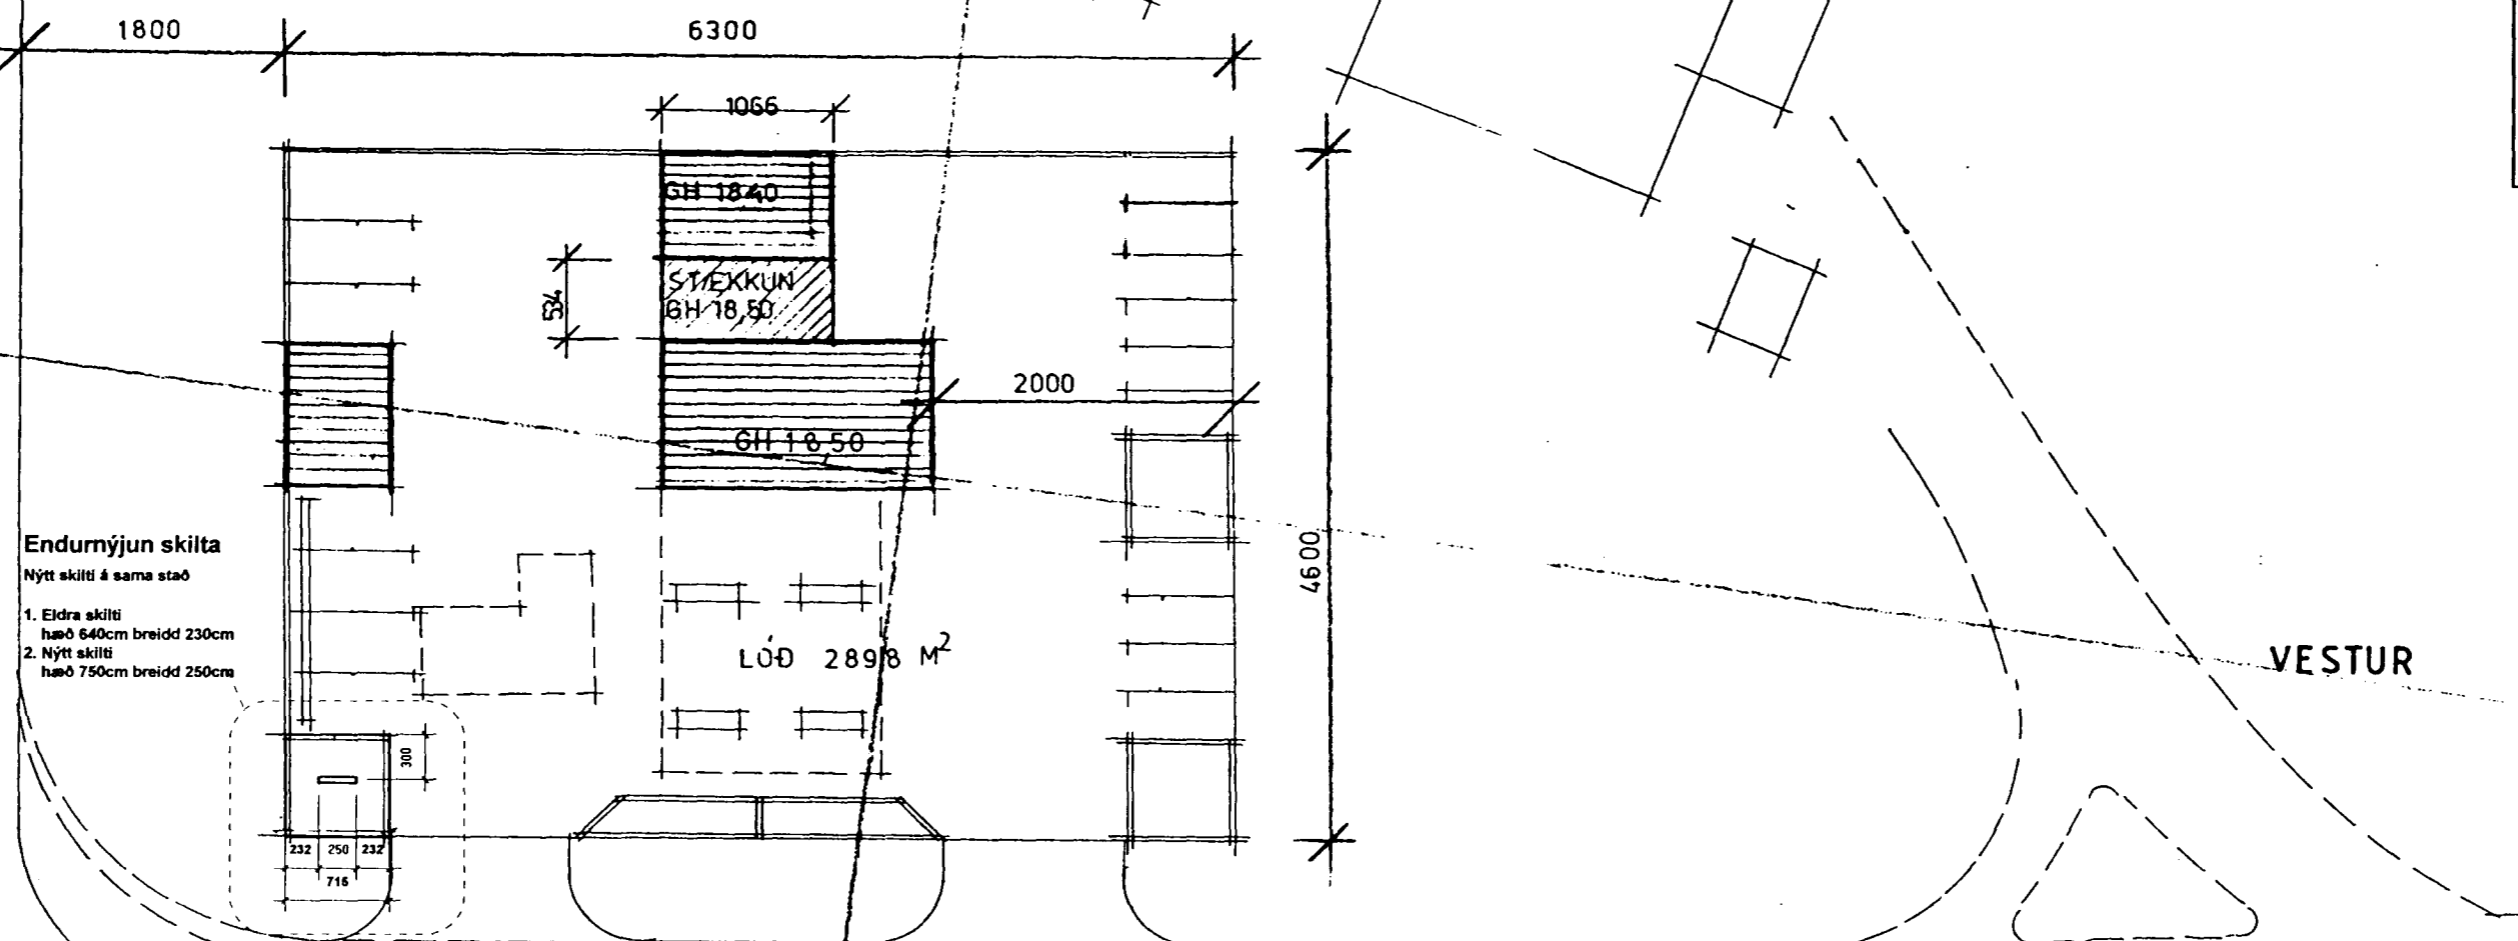 1800
6300
1066
GH 18.40
STÆKKUN
GH 18,50
534
2000
GH 18,50
4600
Endurnýjun skilta
Nýtt skilti á sama stað
1. Eldra skilti
hæð 640cm breidd 230cm
2. Nýtt skilti
hæð 750cm breidd 250cm
LÓÐ 2898 M²
VESTUR
300
232 250 232
716